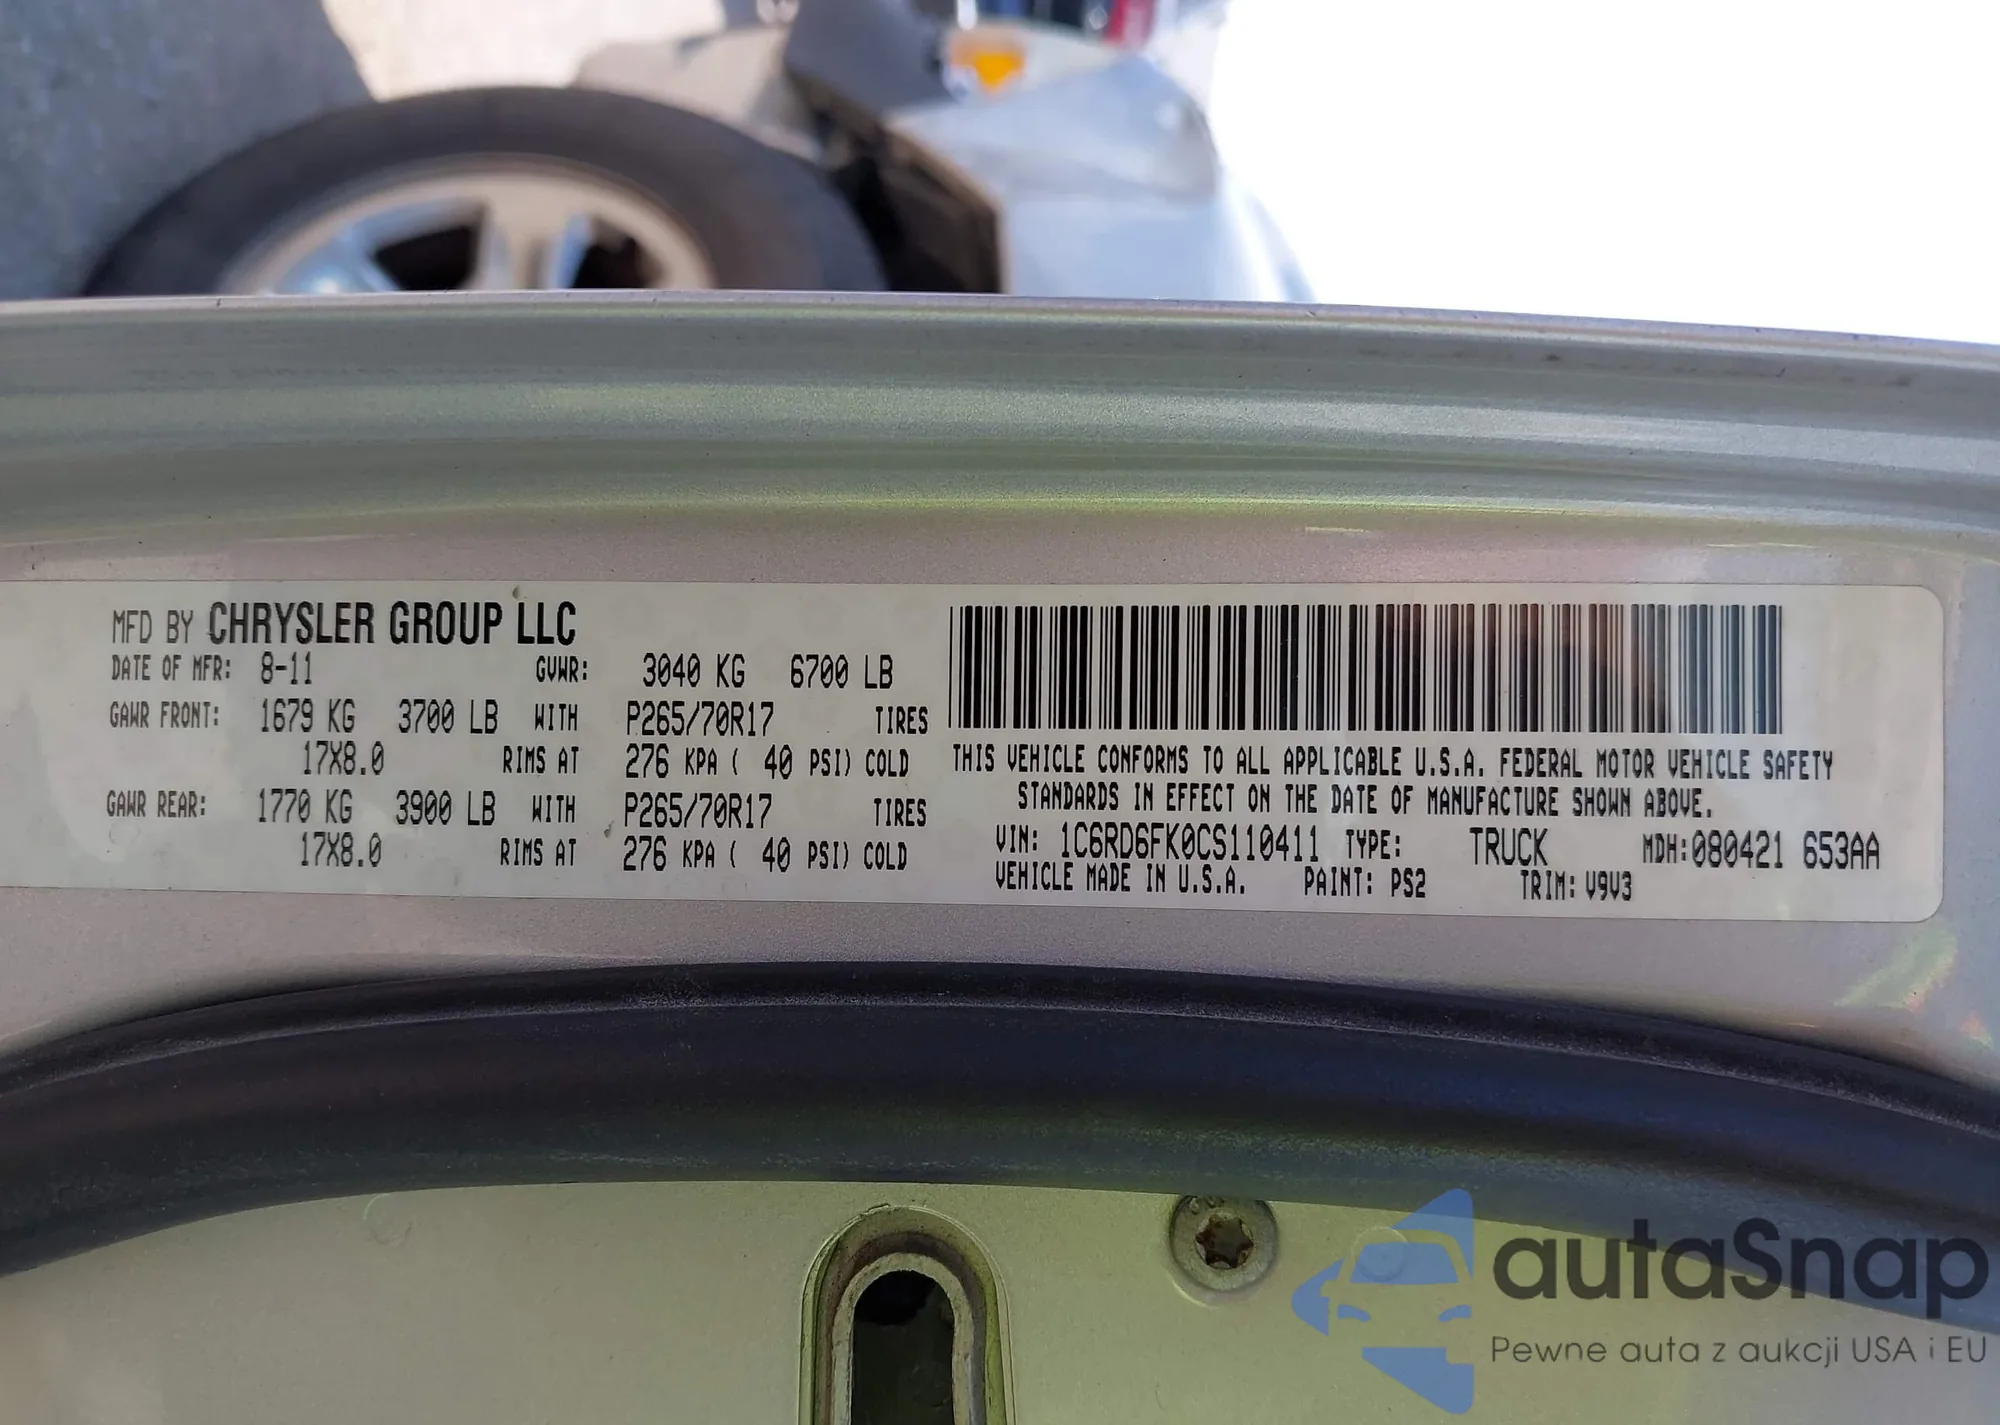 MFD BY CHRYSLER GROUP LLC
DATE OF MFR: 8-11 GVWR: 3040 KG 6700 LB
GAWR FRONT: 1679 KG 3700 LB WITH P265/70R17 TIRES
17X8.0 RIMS AT 276 KPA ( 40 PSI) COLD
GAWR REAR: 1770 KG 3900 LB WITH P265/70R17 TIRES
17X8.0 RIMS AT 276 KPA ( 40 PSI) COLD
THIS VEHICLE CONFORMS TO ALL APPLICABLE U.S.A. FEDERAL MOTOR VEHICLE SAFETY
STANDARDS IN EFFECT ON THE DATE OF MANUFACTURE SHOWN ABOVE.
VIN: 1C6RD6FK0CS110411 TYPE: TRUCK MDH:080421 653AA
VEHICLE MADE IN U.S.A. PAINT: PS2 TRIM: V9V3
autaSnap
Pewne auta z aukcji USA i EU